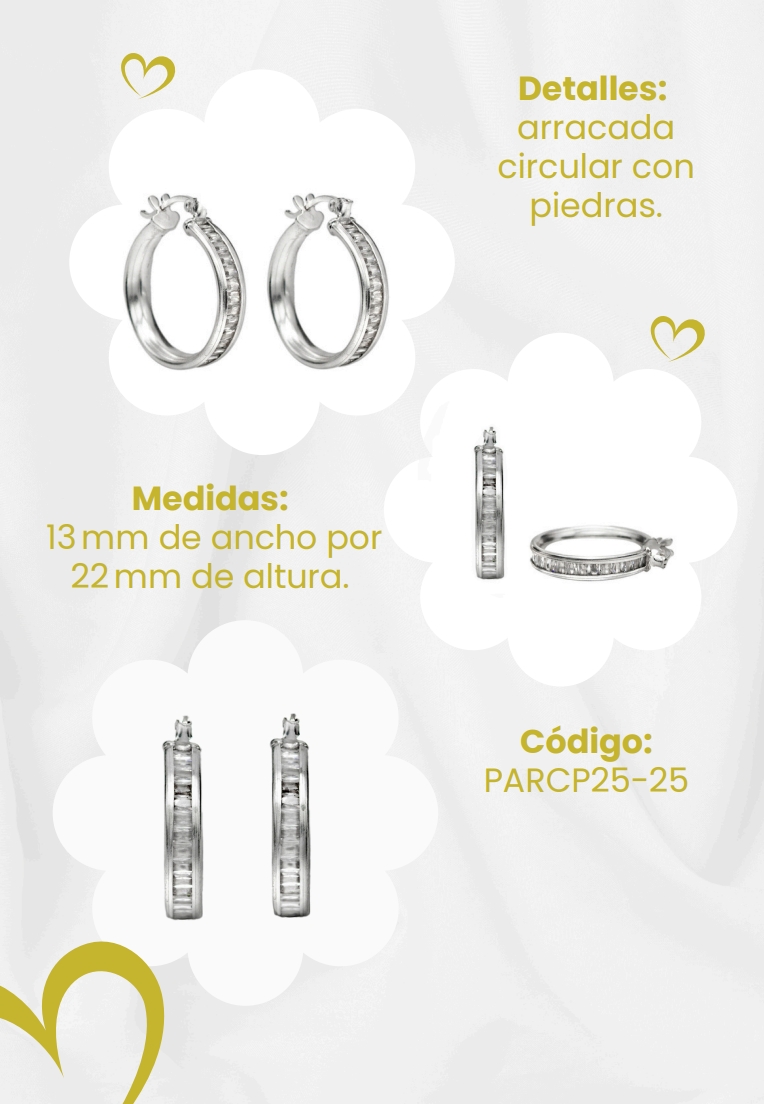 Detalles:
arracada
circular con
piedras.
Medidas:
13 mm de ancho por
22 mm de altura.
Código:
PARCP25-25